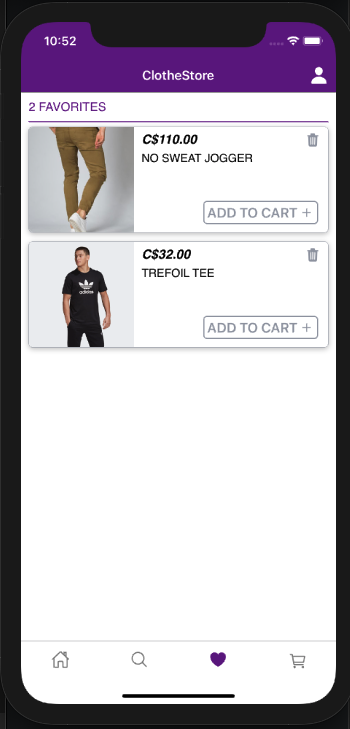 10:52
ClotheStore
2 FAVORITES
C$110.00
NO SWEAT JOGGER
ADD TO CART +
C$32.00
TREFOIL TEE
adidas
ADD TO CART +